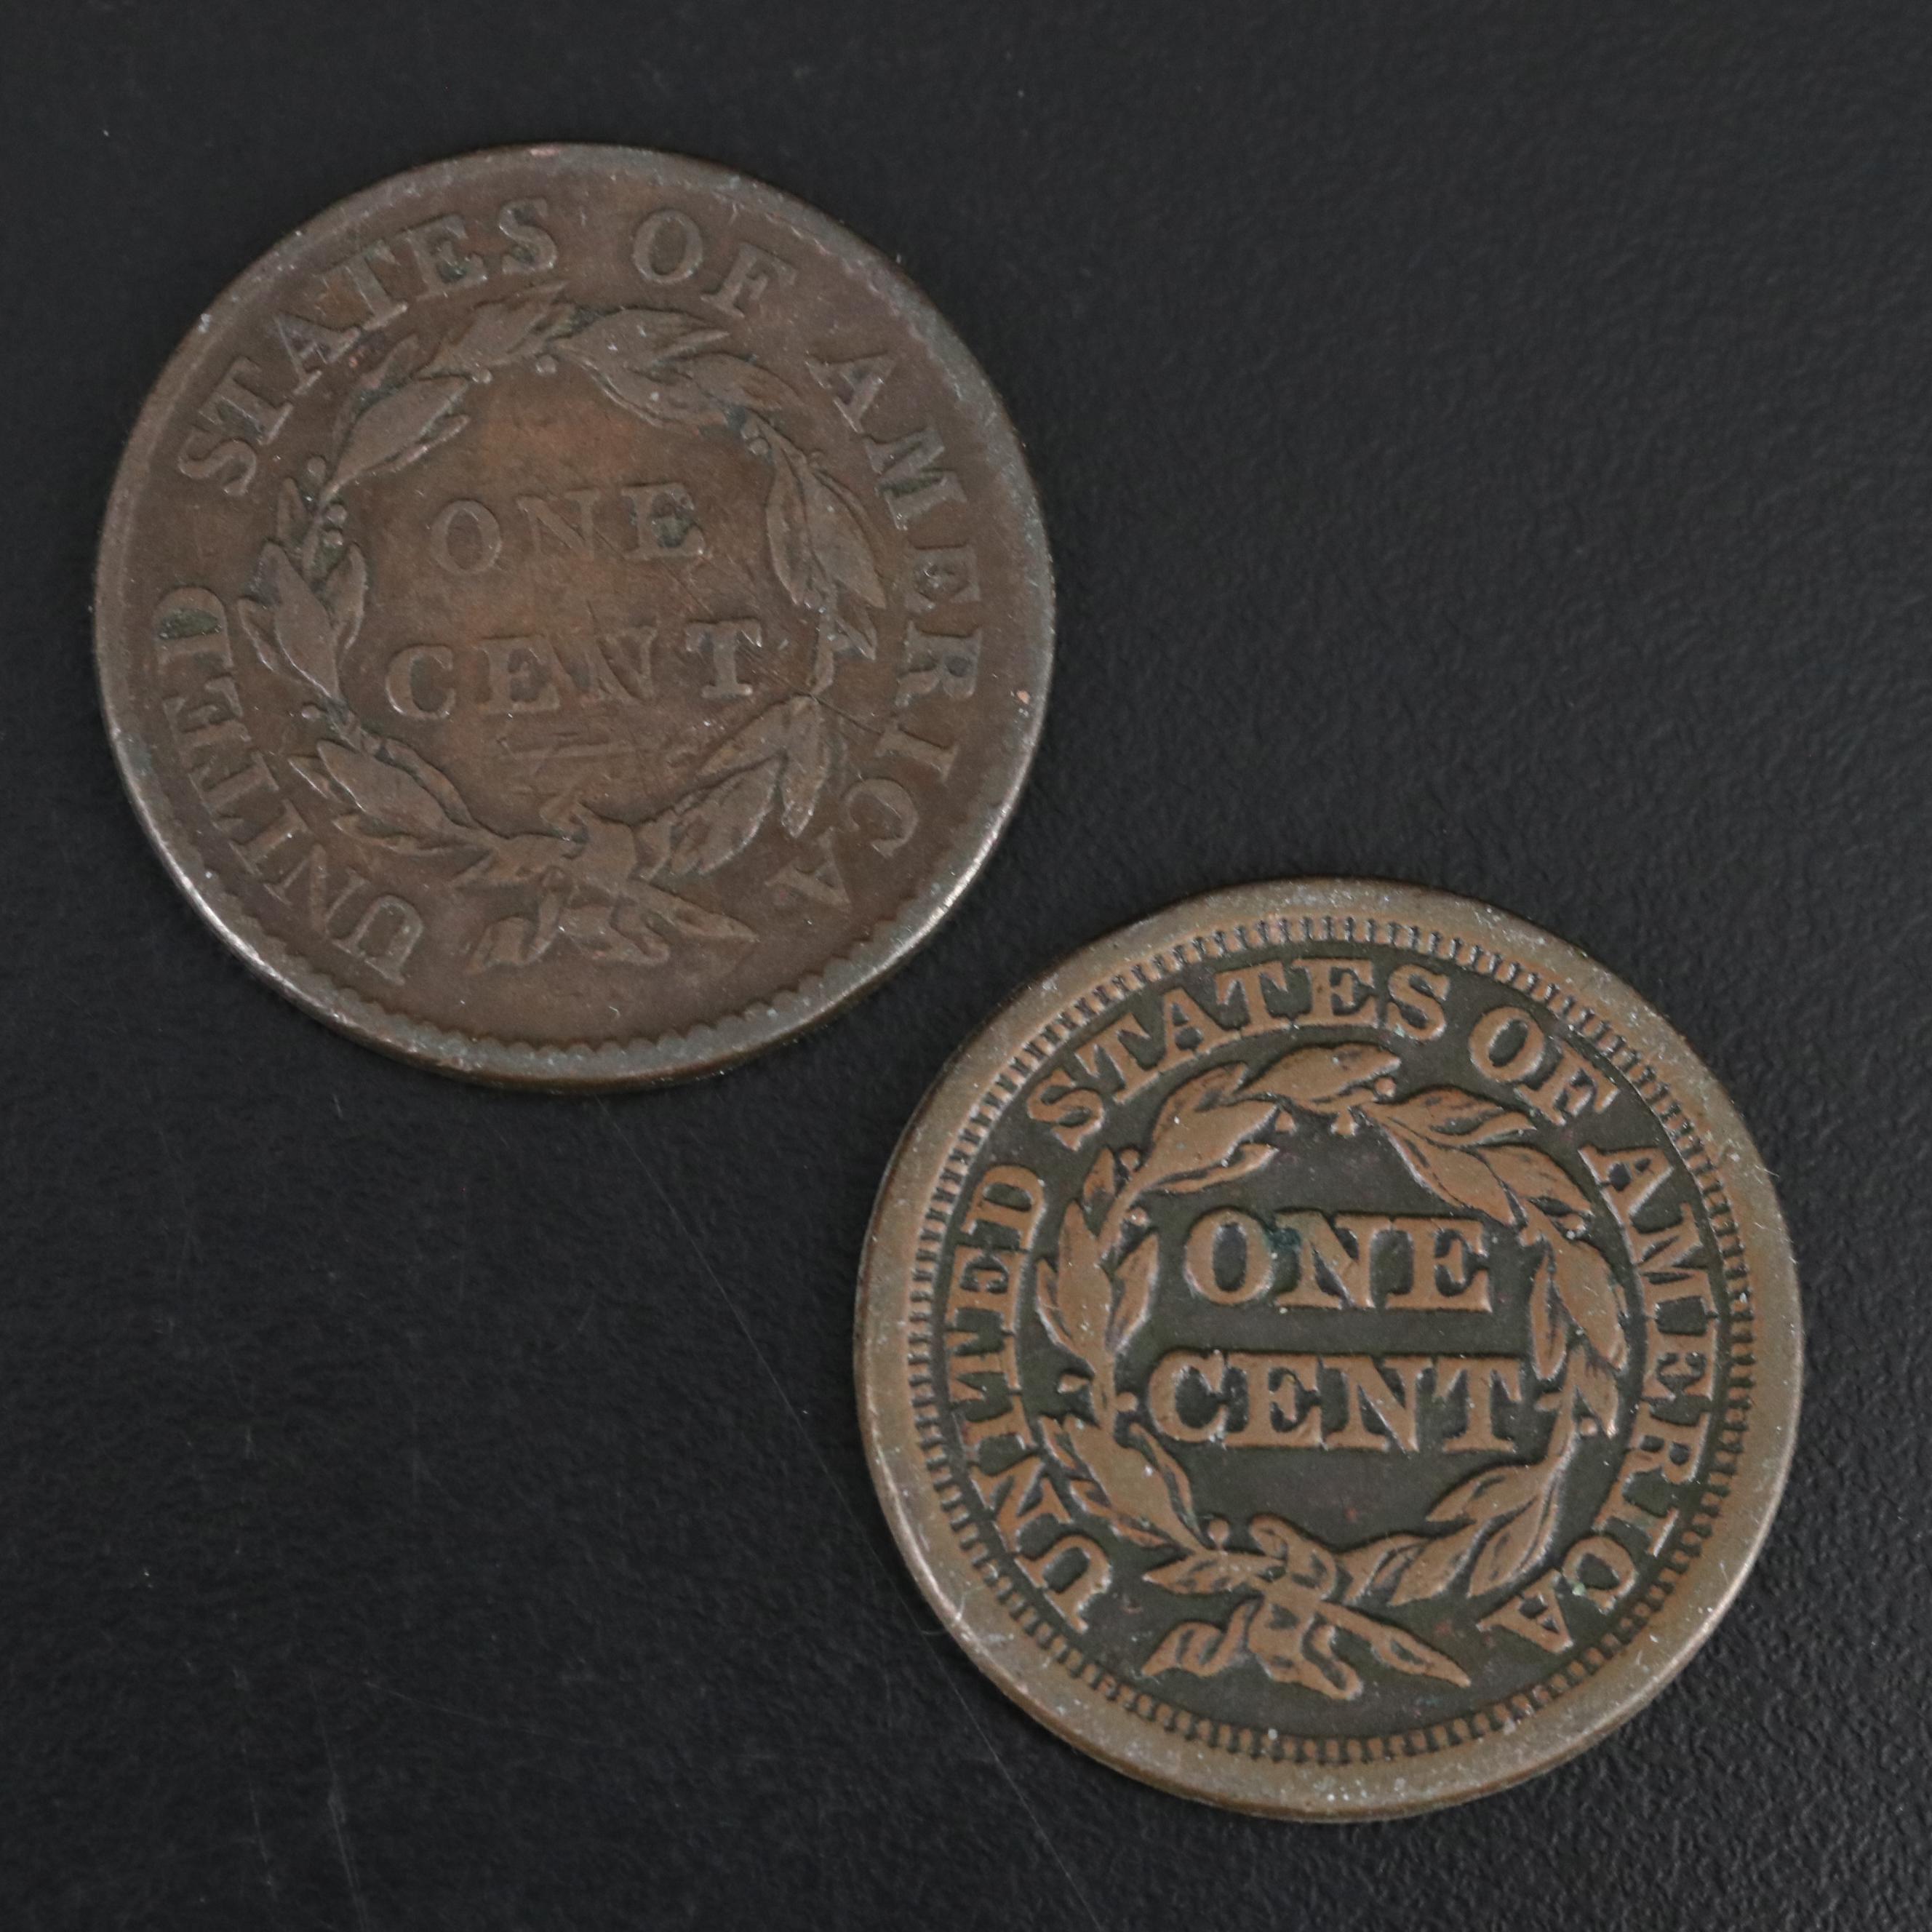 UNITED STATES OF AMERICA
ONE
CENT
UNITED STATES OF AMERICA
ONE
CENT